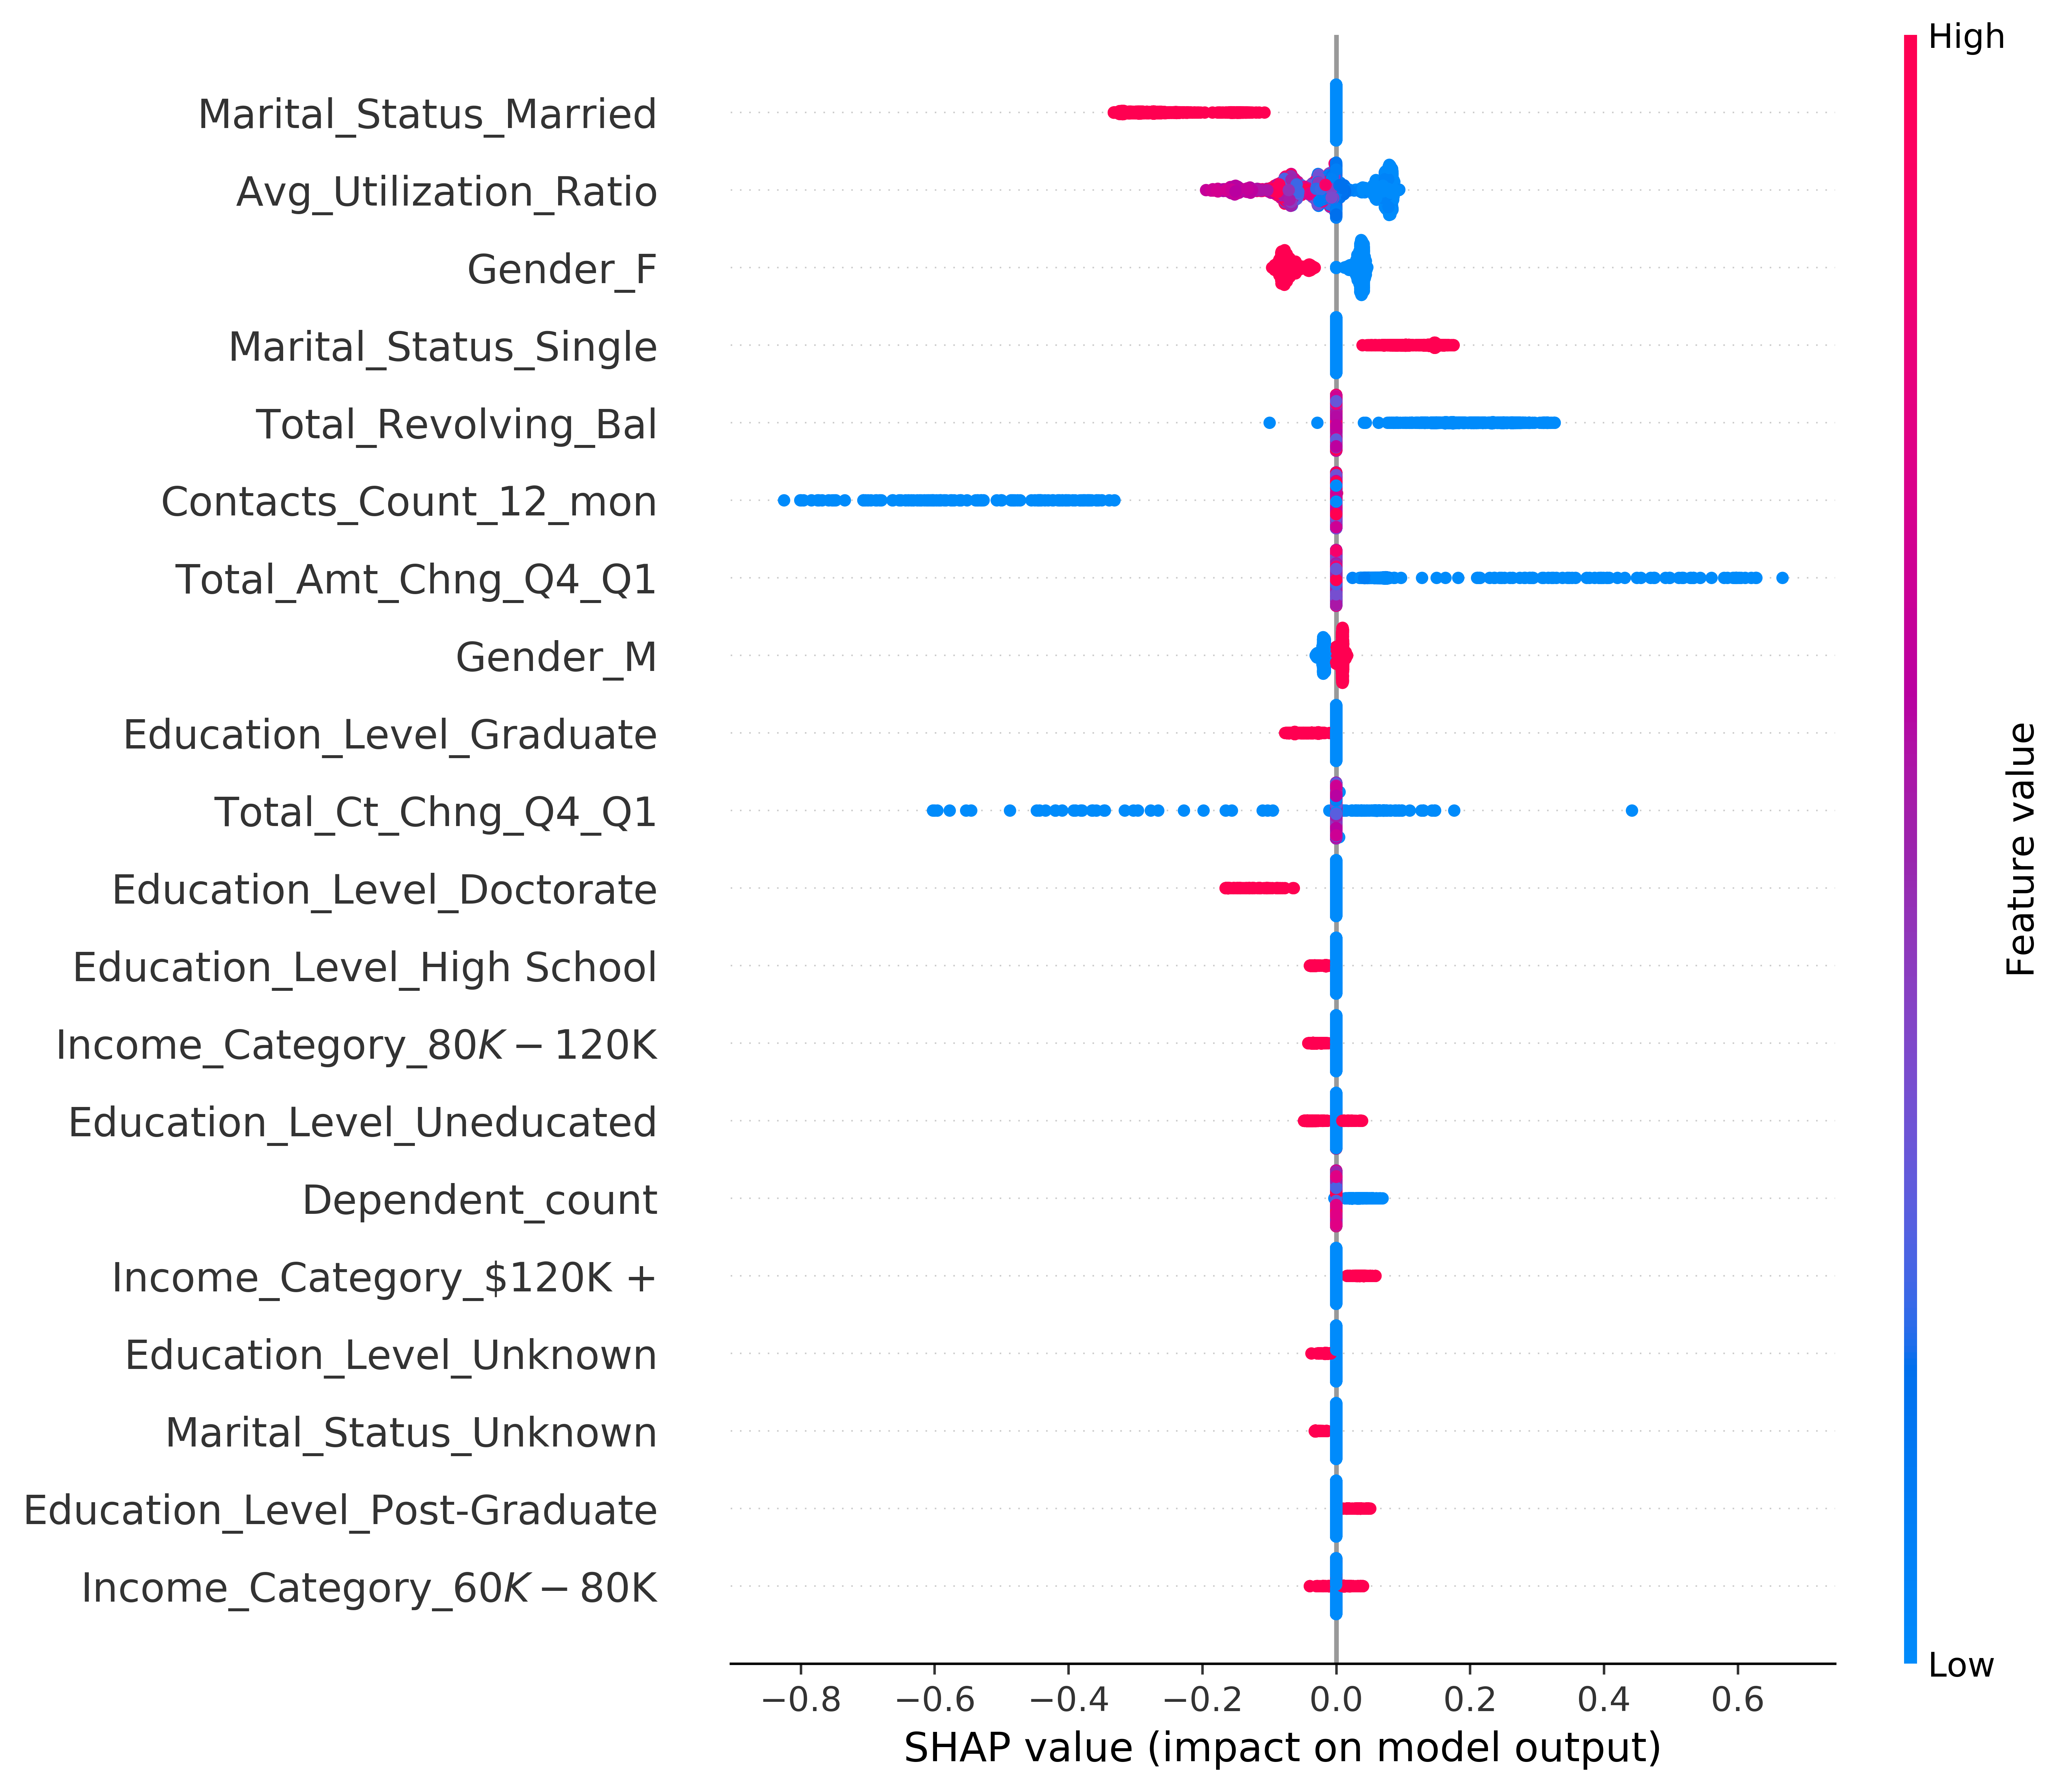 High
Marital_Status_Married
Avg_Utilization_Ratio
Gender_F
Marital_Status_Single
Total_Revolving_Bal
Contacts_Count_12_mon
Total_Amt_Chng_Q4_Q1
Gender_M
Education_Level_Graduate
Total_Ct_Chng_Q4_Q1
Education_Level_Doctorate
Education_Level_High School
Income_Category_80K − 120K
Education_Level_Uneducated
Dependent_count
Income_Category_$120K +
Education_Level_Unknown
Marital_Status_Unknown
Education_Level_Post-Graduate
Income_Category_60K − 80K
Feature value
Low
−0.8 −0.6 −0.4 −0.2 0.0 0.2 0.4 0.6
SHAP value (impact on model output)